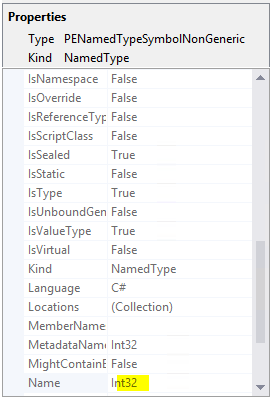 Properties
Type PENamedTypeSymbolNonGeneric
Kind NamedType
IsNamespace False
IsOverride False
IsReferenceTyp False
IsScriptClass False
IsSealed True
IsStatic False
IsType True
IsUnboundGen False
IsValueType True
IsVirtual False
Kind NamedType
Language C#
Locations (Collection)
MemberName
MetadataName Int32
MightContainE False
Name Int32